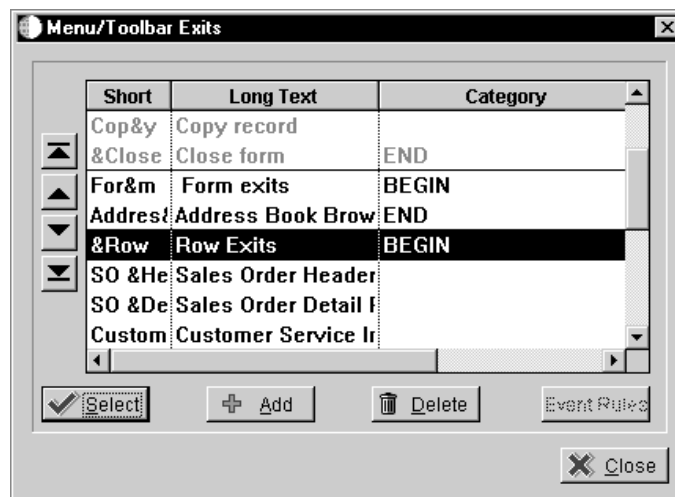 Menu/Toolbar Exits
Short Long Text Category
Cop&y Copy record
&Close Close form END
For&m Form exits BEGIN
Address& Address Book Brow END
&Row Row Exits BEGIN
SO &He Sales Order Header
SO &De Sales Order Detail
Custom Customer Service In
Select Add Delete Event Rules
Close